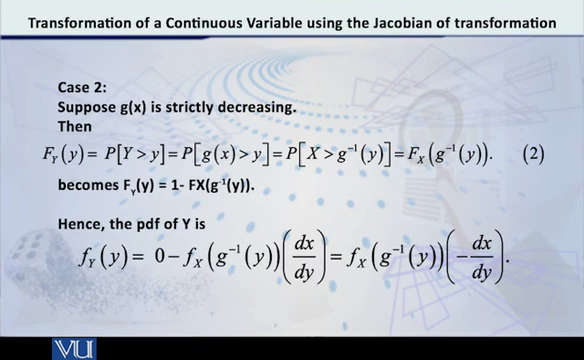 Transformation of a Continuous Variable using the Jacobian of transformation
Case 2:
Suppose g(x) is strictly decreasing.
Then
F_Y(y) = P[Y > y] = P[g(x) > y] = P[X > g⁻¹(y)] = F_X(g⁻¹(y)). (2)
becomes F_Y(y) = 1- FX(g⁻¹(y)).
Hence, the pdf of Y is
f_Y(y) = 0 − f_X(g⁻¹(y))(dx/dy) = f_X(g⁻¹(y))(−dx/dy).
VU